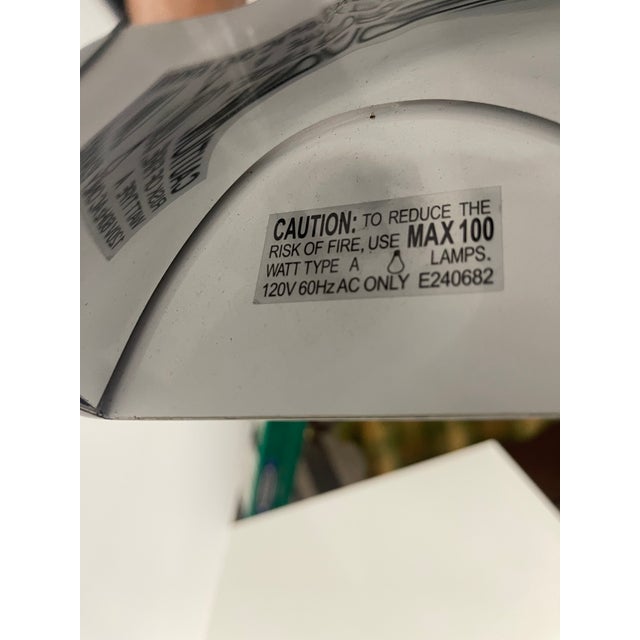 CAUTION: TO REDUCE THE
RISK OF FIRE, USE MAX 100
WATT TYPE A LAMPS.
120V 60Hz AC ONLY E240682